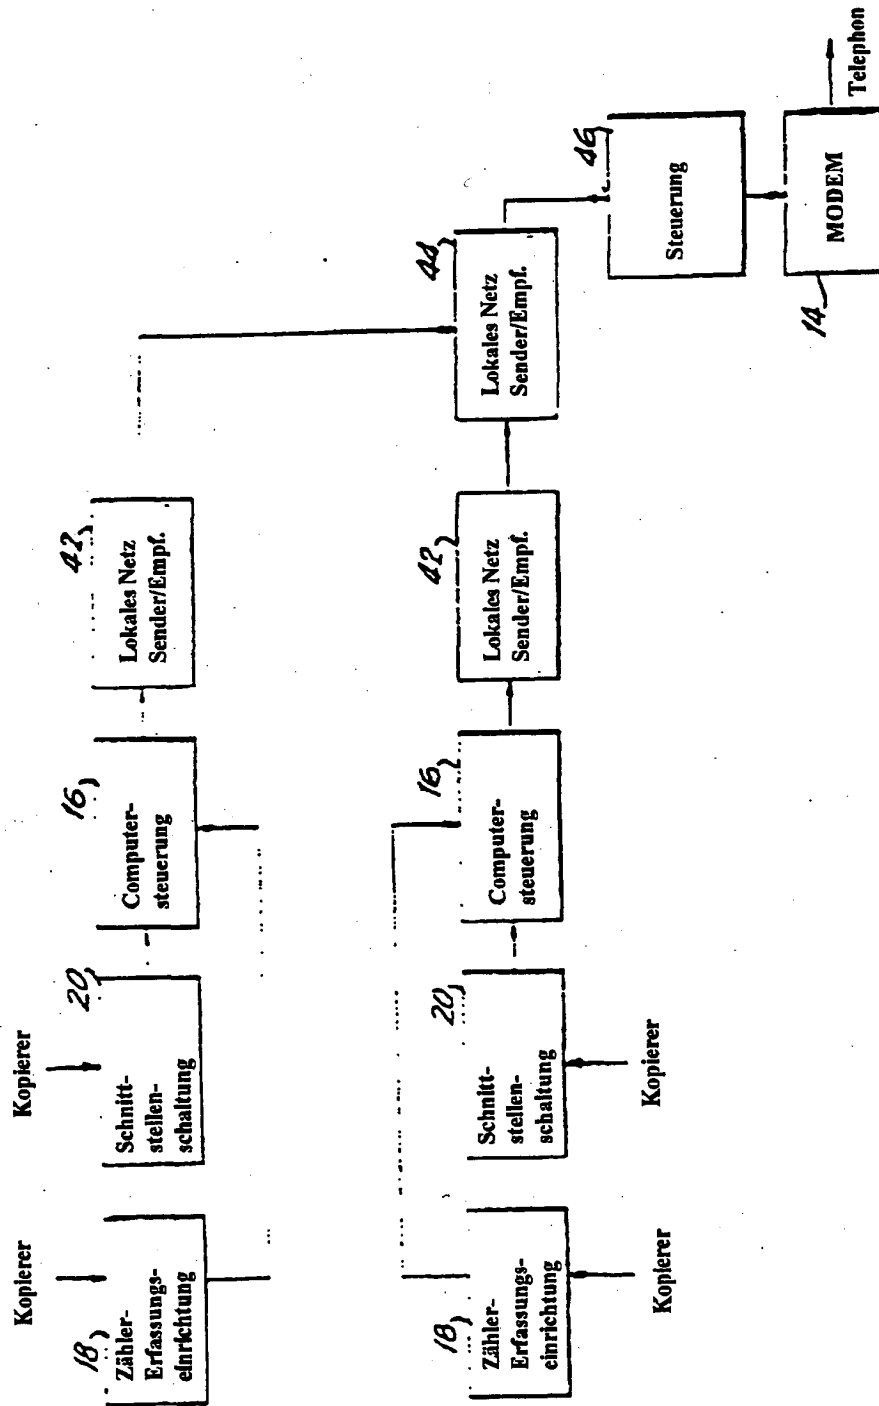 Kopierer
Kopierer
18
Zähler-
Erfassungs-
einrichtung
20
Schnitt-
stellen-
schaltung
16
Computer-
steuerung
42
Lokales Netz
Sender/Empf.
18
Zähler-
Erfassungs-
einrichtung
Kopierer
20
Schnitt-
stellen-
schaltung
Kopierer
16
Computer-
steuerung
42
Lokales Netz
Sender/Empf.
44
Lokales Netz
Sender/Empf.
46
Steuerung
14
MODEM
Telephon